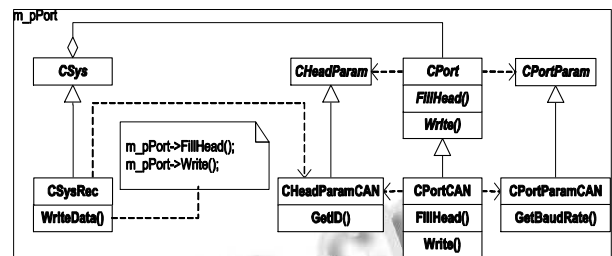 m_pPort
CSys
CHeadParam
CPort
CPortParam
FillHead()
Write()
m_pPort->FillHead();
m_pPort->Write();
CSysRec
WriteData()
CHeadParamCAN
GetID()
CPortCAN
FillHead()
Write()
CPortParamCAN
GetBaudRate()